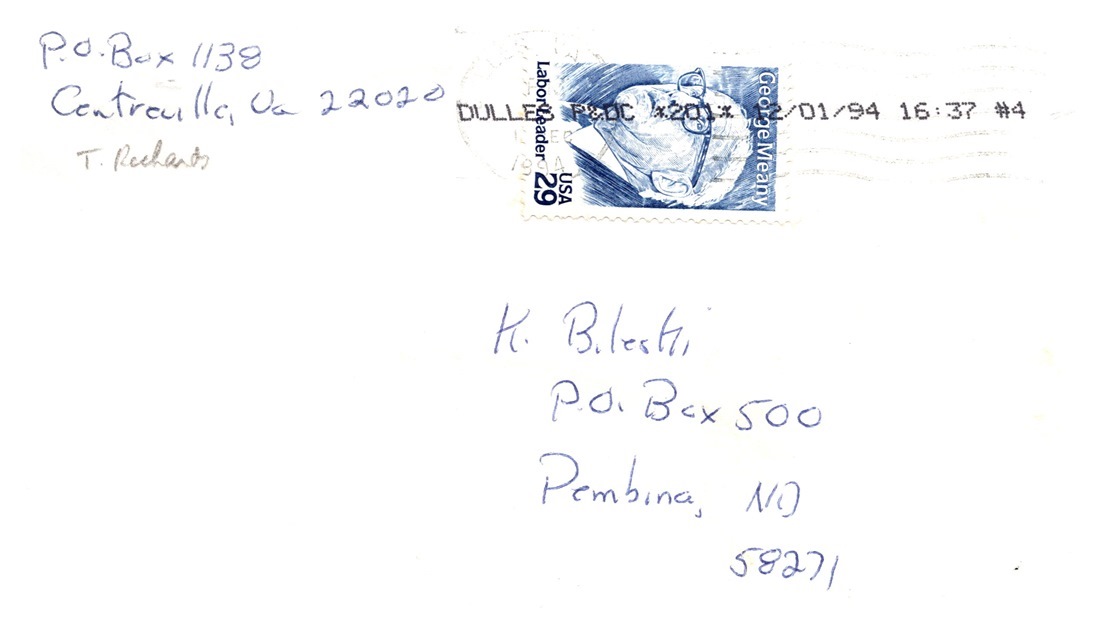 P.O. Box 1138
Centreville, Va 22020
T. Richards
DULLES P&DC *201* 12/01/94 16:37 #4
George Meany
Labor Leader
USA
29
K. Bileski
P.O. Box 500
Pembina, ND
58271